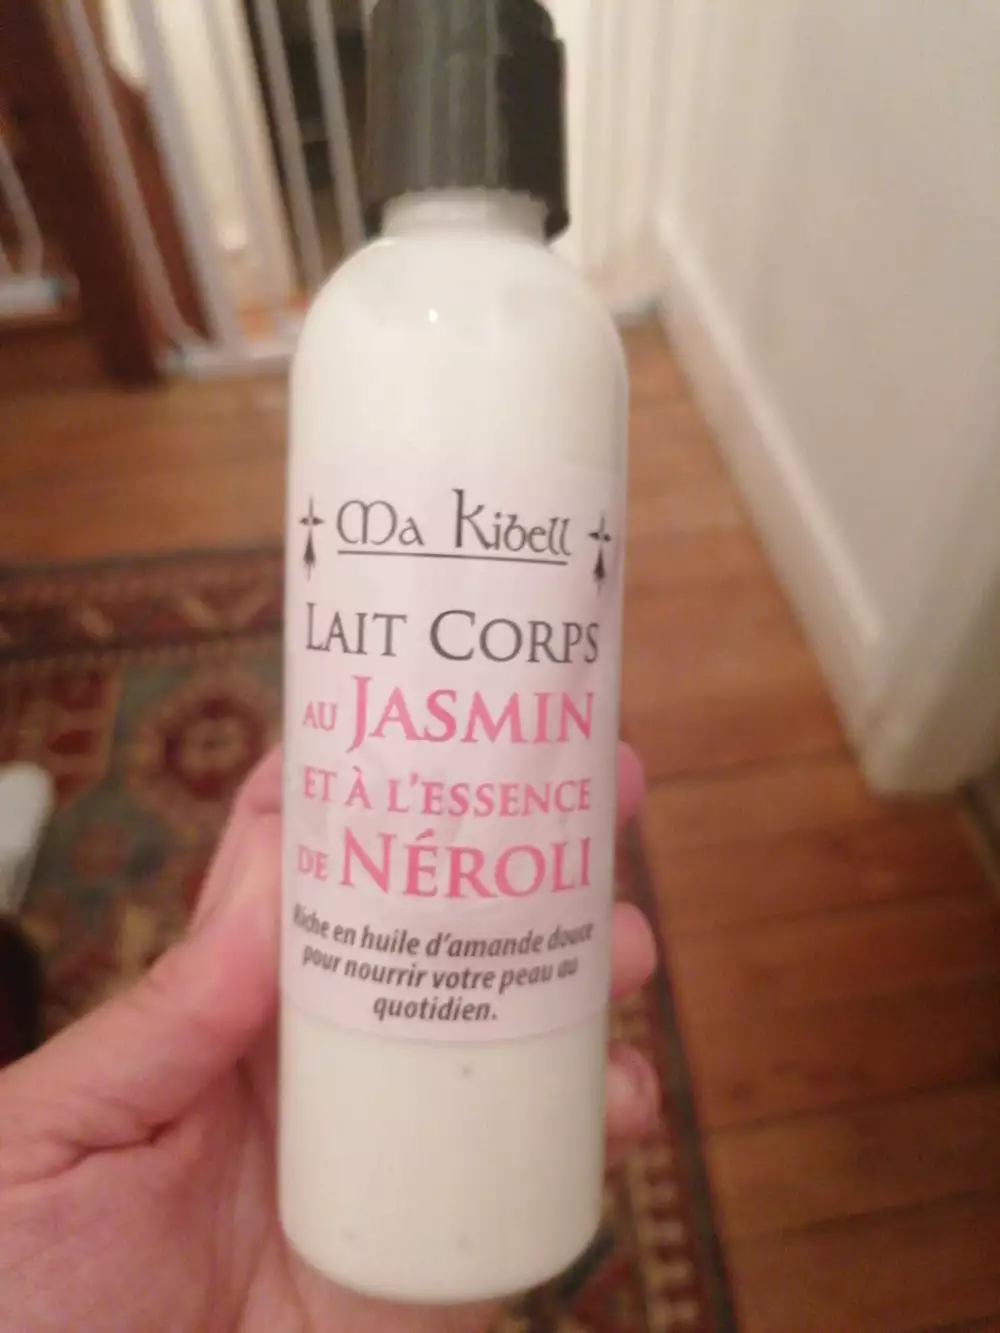 Ma Kibell
LAIT CORPS
AU JASMIN
ET À L'ESSENCE
DE NÉROLI
Riche en huile d'amande douce
pour nourrir votre peau au
quotidien.